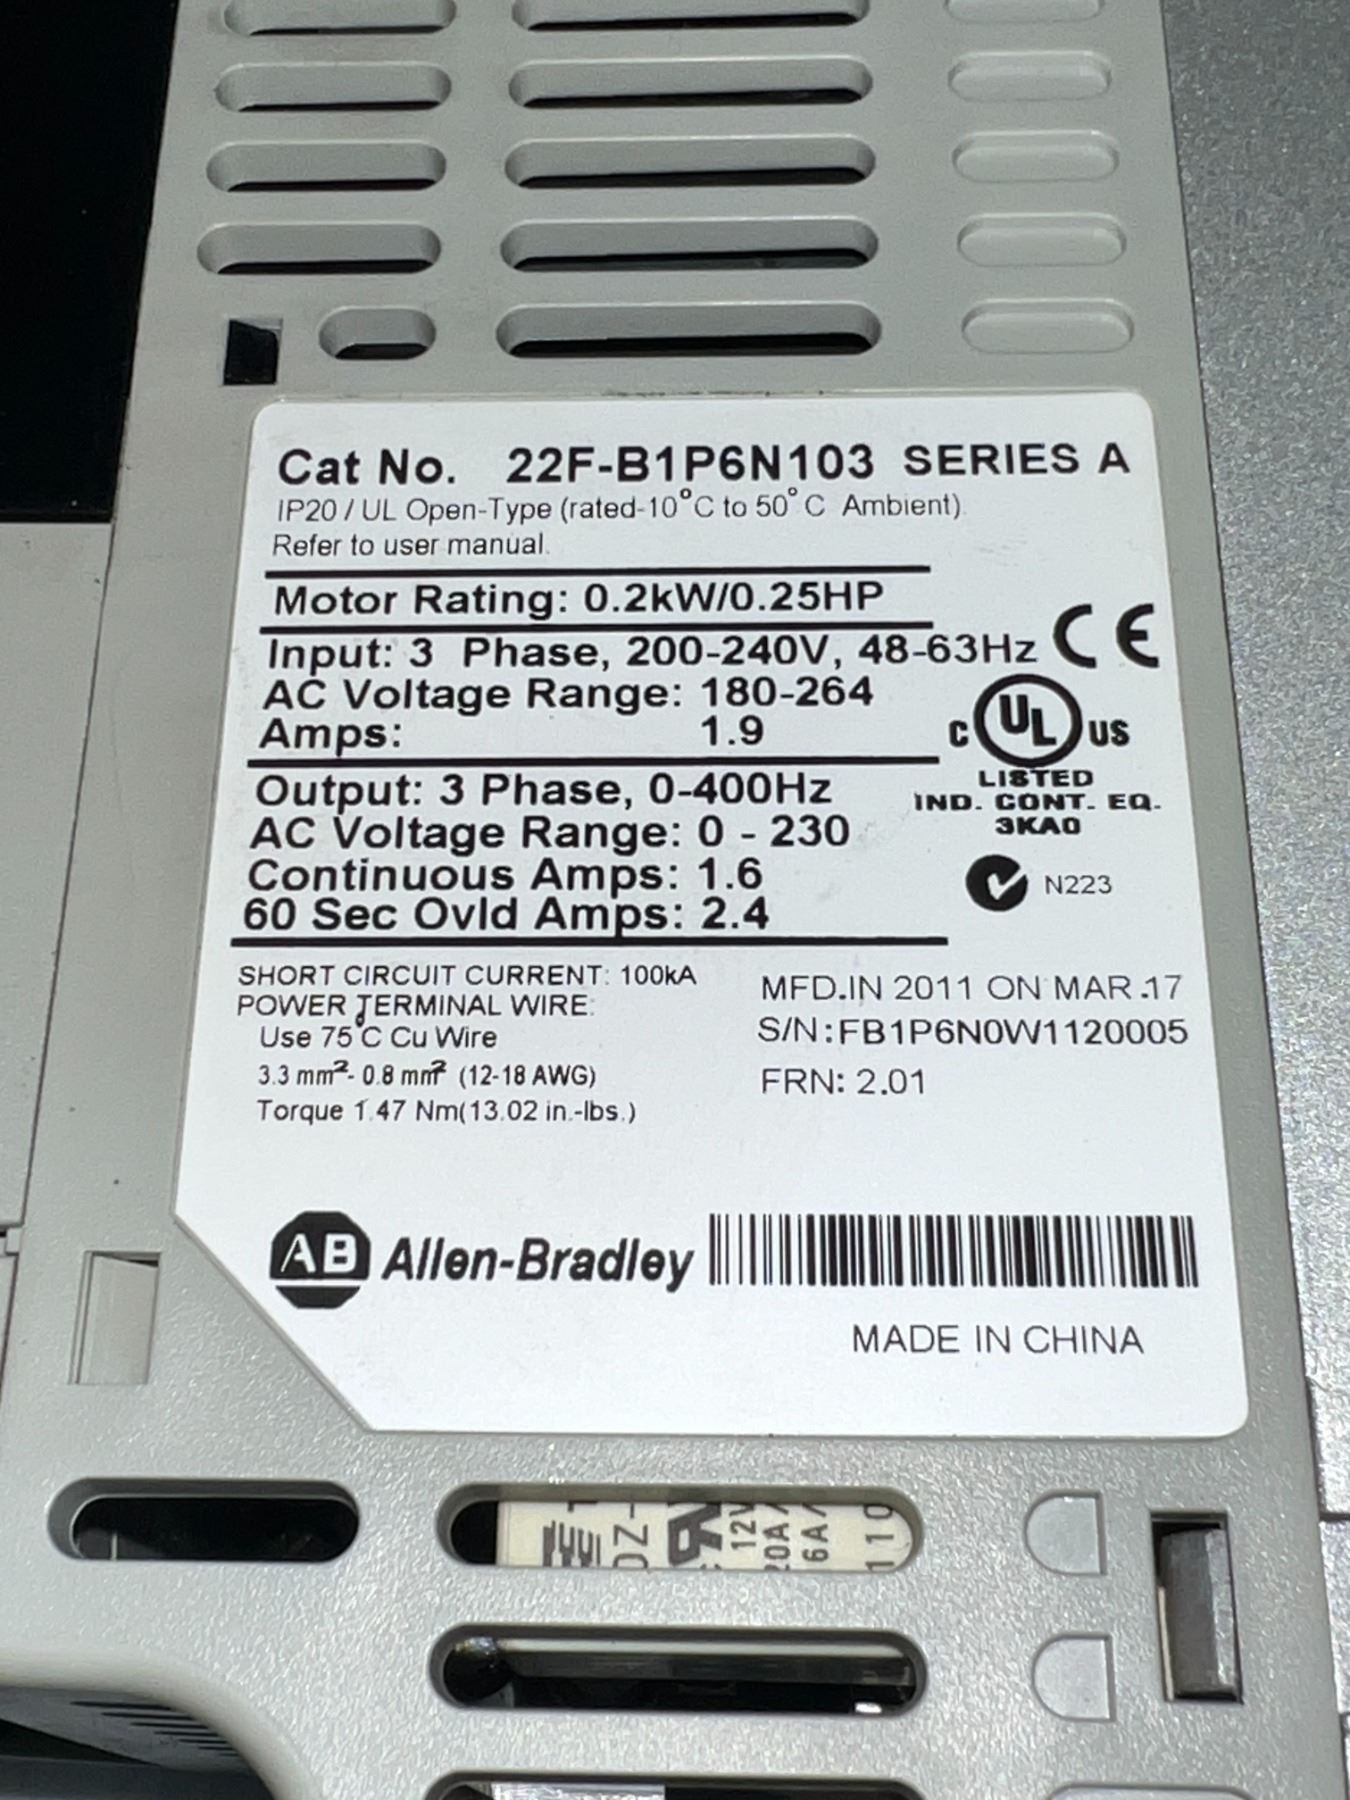 Cat No. 22F-B1P6N103 SERIES A
IP20 / UL Open-Type (rated-10°C to 50°C Ambient).
Refer to user manual.
Motor Rating: 0.2kW/0.25HP
Input: 3 Phase, 200-240V, 48-63Hz
AC Voltage Range: 180-264
Amps: 1.9
CE
C UL US
LISTED
IND. CONT. EQ.
3KA0
N223
Output: 3 Phase, 0-400Hz
AC Voltage Range: 0 - 230
Continuous Amps: 1.6
60 Sec Ovld Amps: 2.4
SHORT CIRCUIT CURRENT: 100kA
POWER TERMINAL WIRE:
Use 75°C Cu Wire
3.3 mm²- 0.8 mm² (12-18 AWG)
Torque 1.47 Nm(13.02 in.-lbs.)
MFD.IN 2011 ON MAR.17
S/N:FB1P6N0W1120005
FRN: 2.01
AB Allen-Bradley
MADE IN CHINA